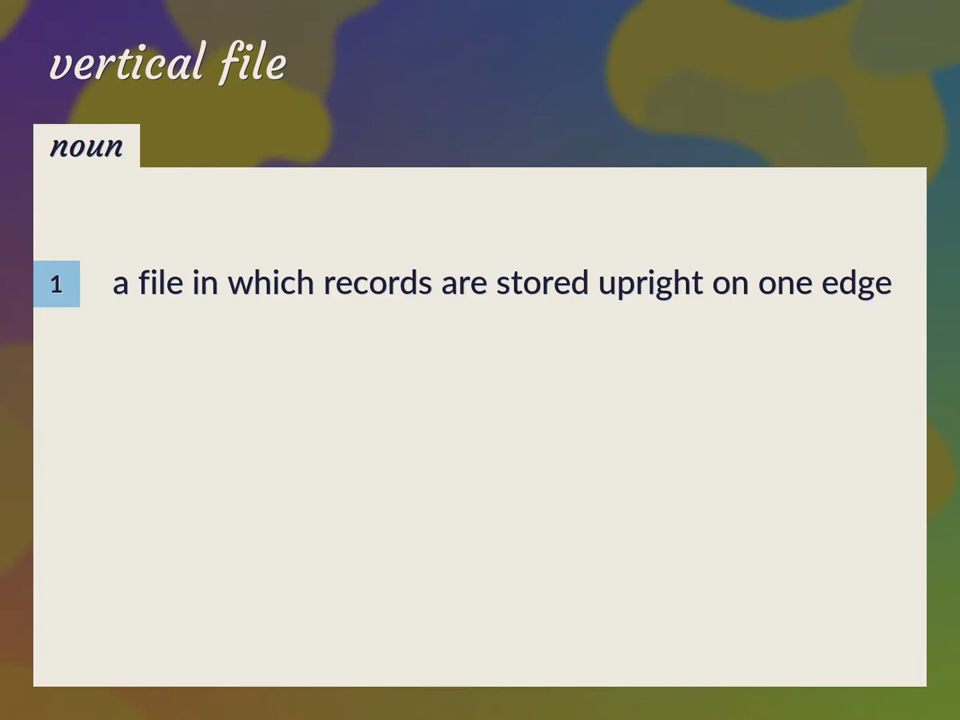 vertical file
noun
1 a file in which records are stored upright on one edge